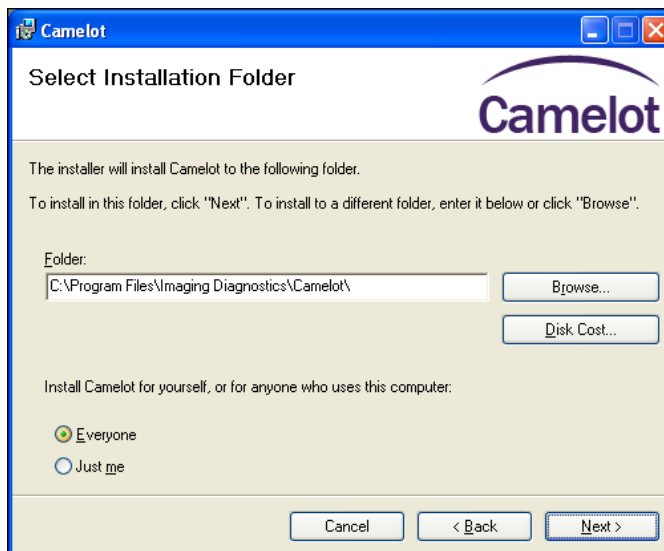 Camelot
Select Installation Folder
Camelot
The installer will install Camelot to the following folder.
To install in this folder, click "Next". To install to a different folder, enter it below or click "Browse".
Folder:
C:\Program Files\Imaging Diagnostics\Camelot\
Browse...
Disk Cost...
Install Camelot for yourself, or for anyone who uses this computer:
Everyone
Just me
Cancel
< Back
Next >